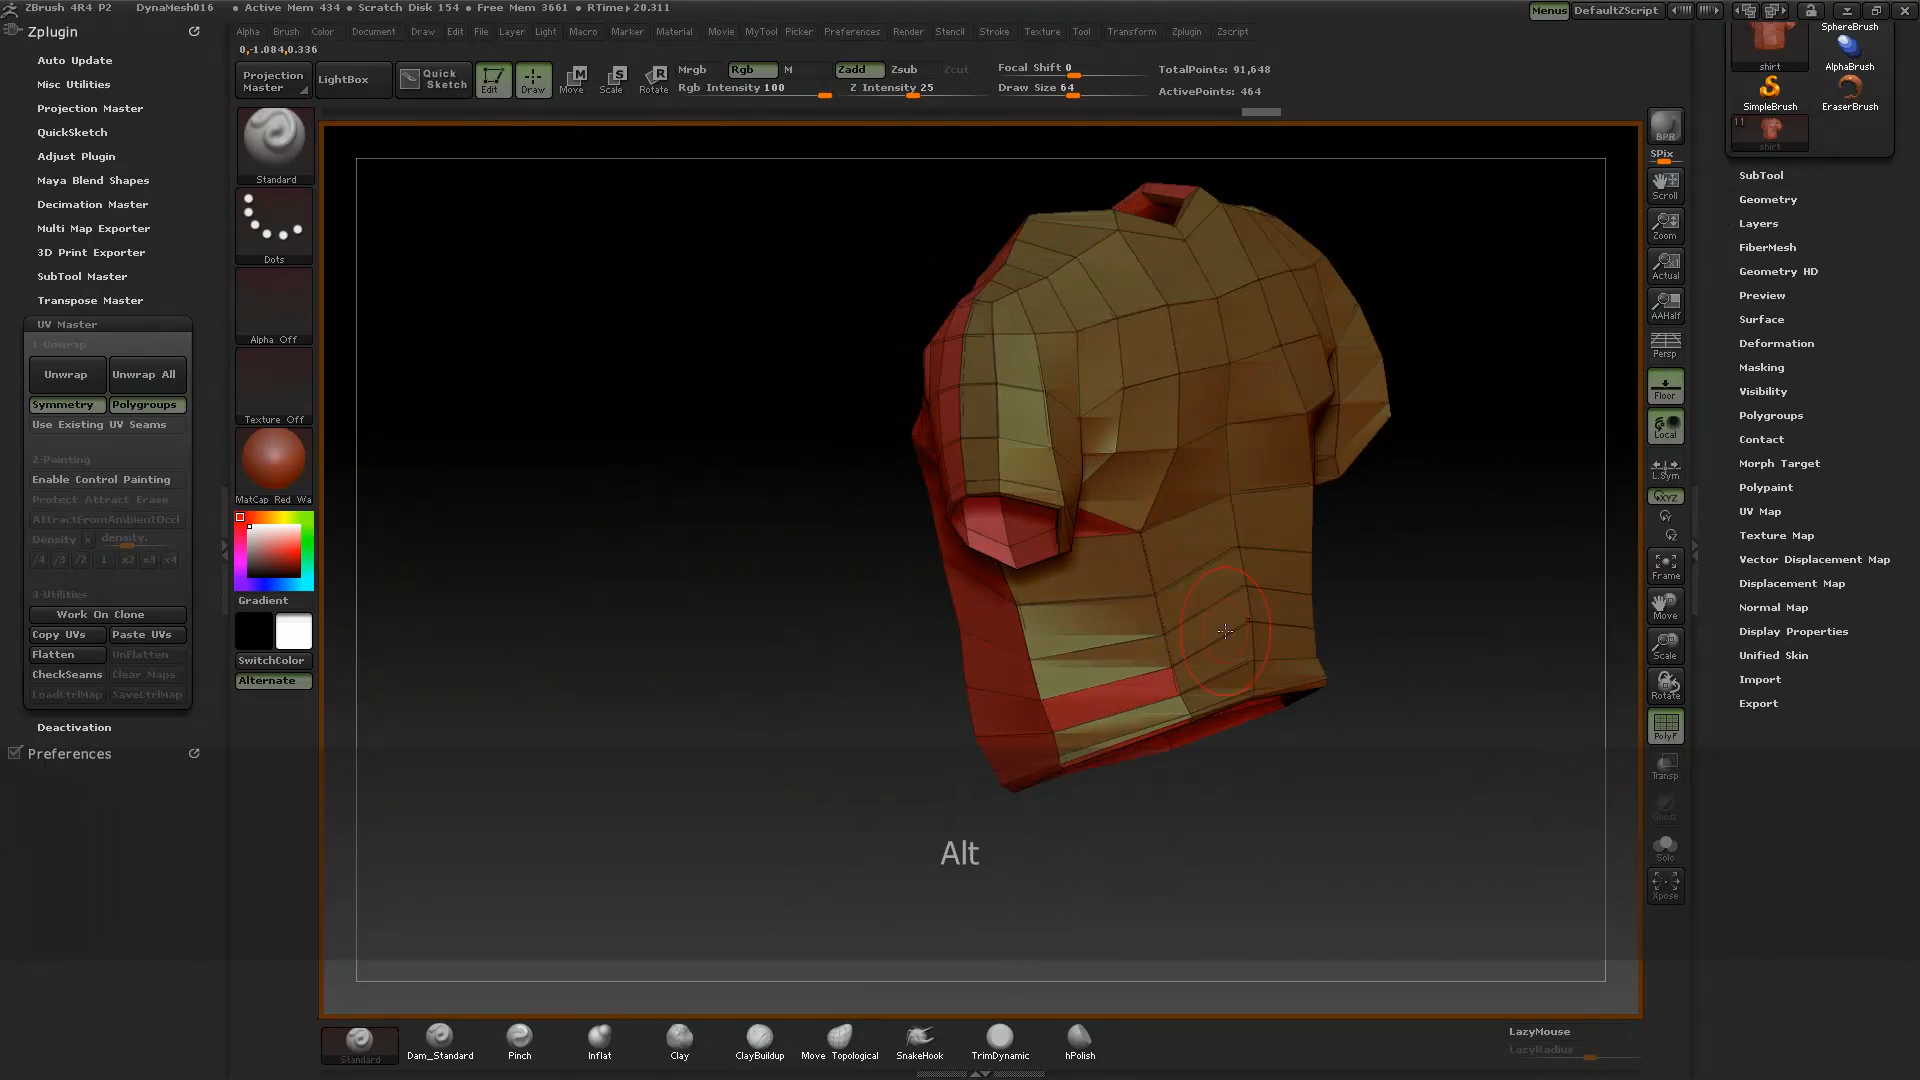 ZBrush 4R4 P2 DynaMesh016 • Active Mem 434 • Scratch Disk 154 • Free Mem 3661 • RTime▸20.311
Menus DefaultZScript
Zplugin
Alpha Brush Color Document Draw Edit File Layer Light Macro Marker Material Movie MyTool Picker Preferences Render Stencil Stroke Texture Tool Transform Zplugin Zscript
0,-1.084,0.336
Projection Master
LightBox
Quick Sketch
Edit
Draw
Move
Scale
Rotate
Mrgb Rgb M
Rgb Intensity 100
Zadd Zsub Zcut
Z Intensity 25
Focal Shift 0
Draw Size 64
TotalPoints: 91,648
ActivePoints: 464
Auto Update
Misc Utilities
Projection Master
QuickSketch
Adjust Plugin
Maya Blend Shapes
Decimation Master
Multi Map Exporter
3D Print Exporter
SubTool Master
Transpose Master
UV Master
1-Unwrap
Unwrap Unwrap All
Symmetry Polygroups
Use Existing UV Seams
2-Painting
Enable Control Painting
Protect Attract Erase
AttractFromAmbientOccl
Density x density.
/4 /3 /2 1 x2 x3 x4
3-Utilities
Work On Clone
Copy UVs Paste UVs
Flatten UnFlatten
CheckSeams Clear Maps
LoadCtrlMap SaveCtrlMap
Deactivation
Preferences
Standard
Dots
Alpha Off
Texture Off
MatCap Red Wa
Gradient
SwitchColor
Alternate
Alt
BPR
SPix
Scroll
Zoom
Actual
AAHalf
Persp
Floor
Local
L.Sym
XYZ
Frame
Move
Scale
Rotate
PolyF
Transp
Ghost
Solo
Xpose
SphereBrush
shirt AlphaBrush
SimpleBrush EraserBrush
11
shirt
SubTool
Geometry
Layers
FiberMesh
Geometry HD
Preview
Surface
Deformation
Masking
Visibility
Polygroups
Contact
Morph Target
Polypaint
UV Map
Texture Map
Vector Displacement Map
Displacement Map
Normal Map
Display Properties
Unified Skin
Import
Export
Standard Dam_Standard Pinch Inflat Clay ClayBuildup Move Topological SnakeHook TrimDynamic hPolish
LazyMouse
LazyRadius